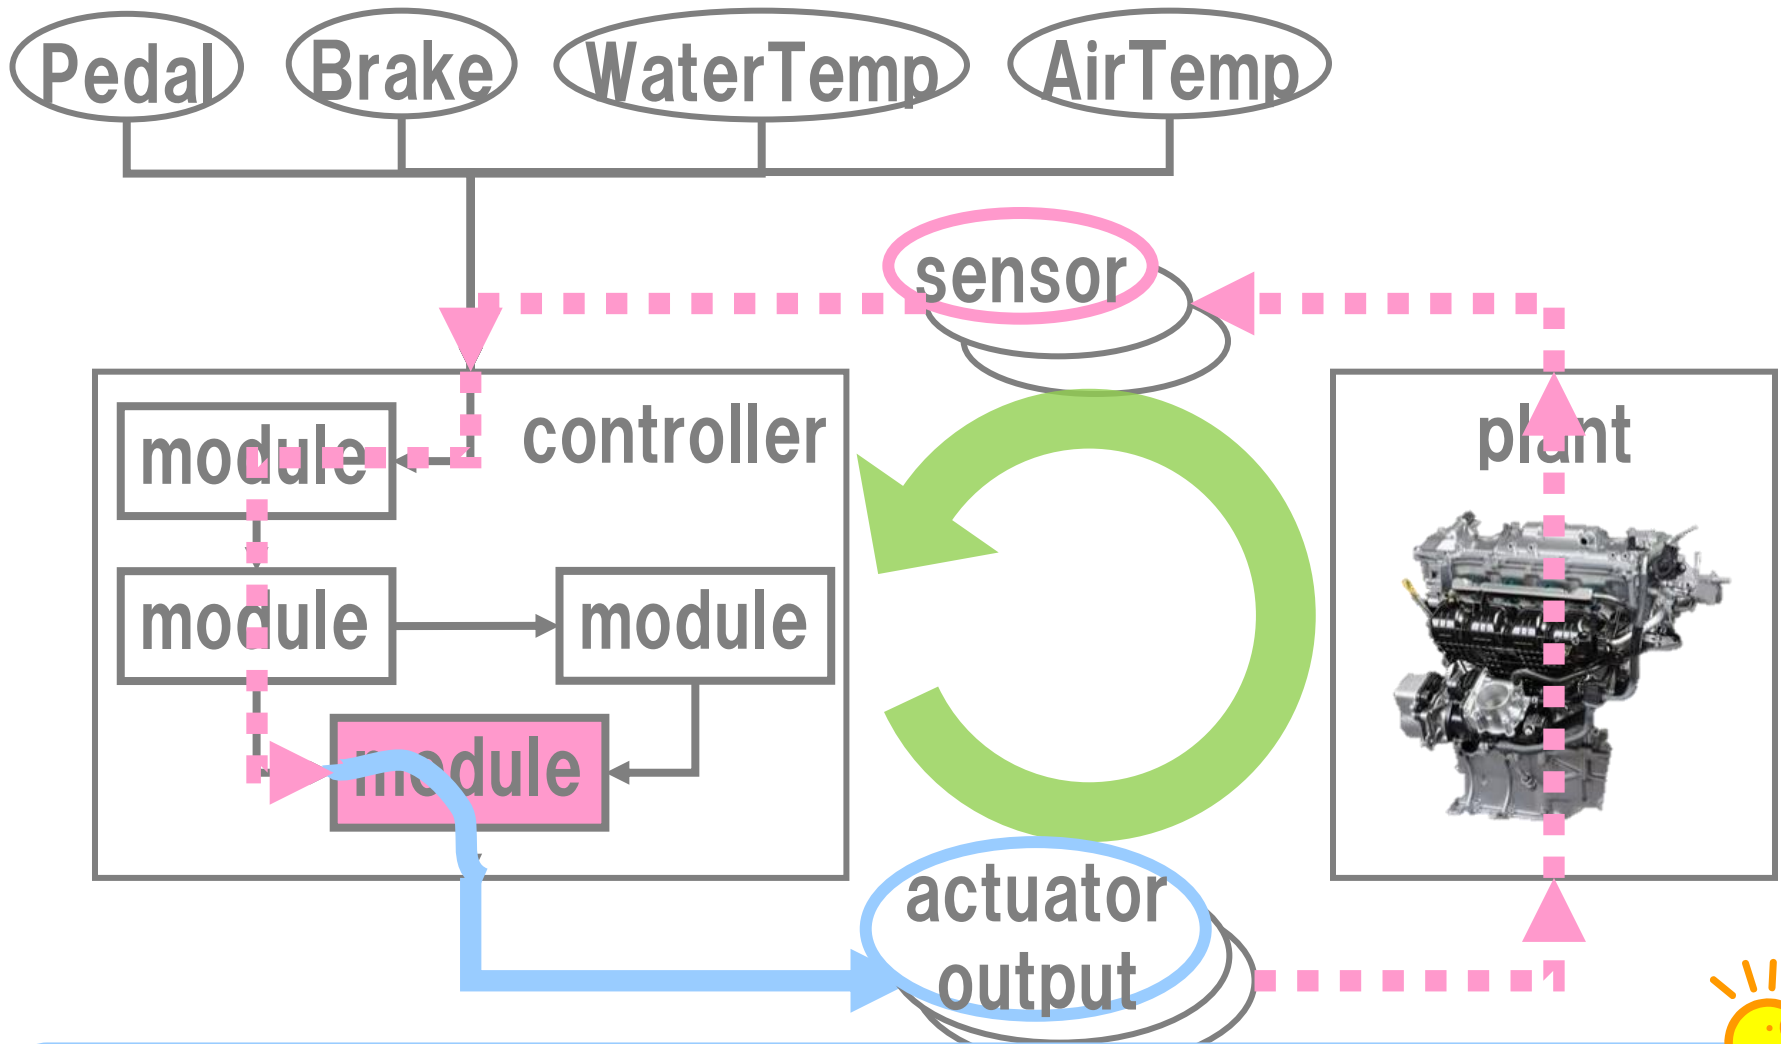 Pedal Brake WaterTemp AirTemp
sensor
controller
plant
module
module
module
module
actuator
output